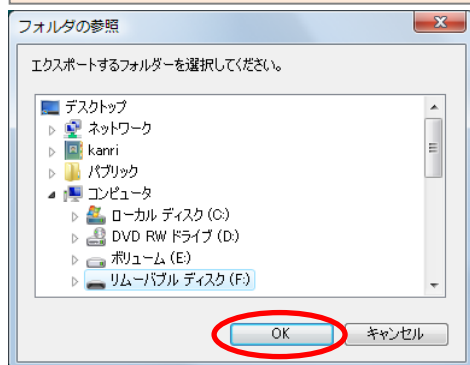 フォルダの参照
エクスポートするフォルダーを選択してください。
デスクトップ
ネットワーク
kanri
パブリック
コンピュータ
ローカル ディスク (C:)
DVD RW ドライブ (D:)
ボリューム (E:)
リムーバブル ディスク (F:)
OK キャンセル